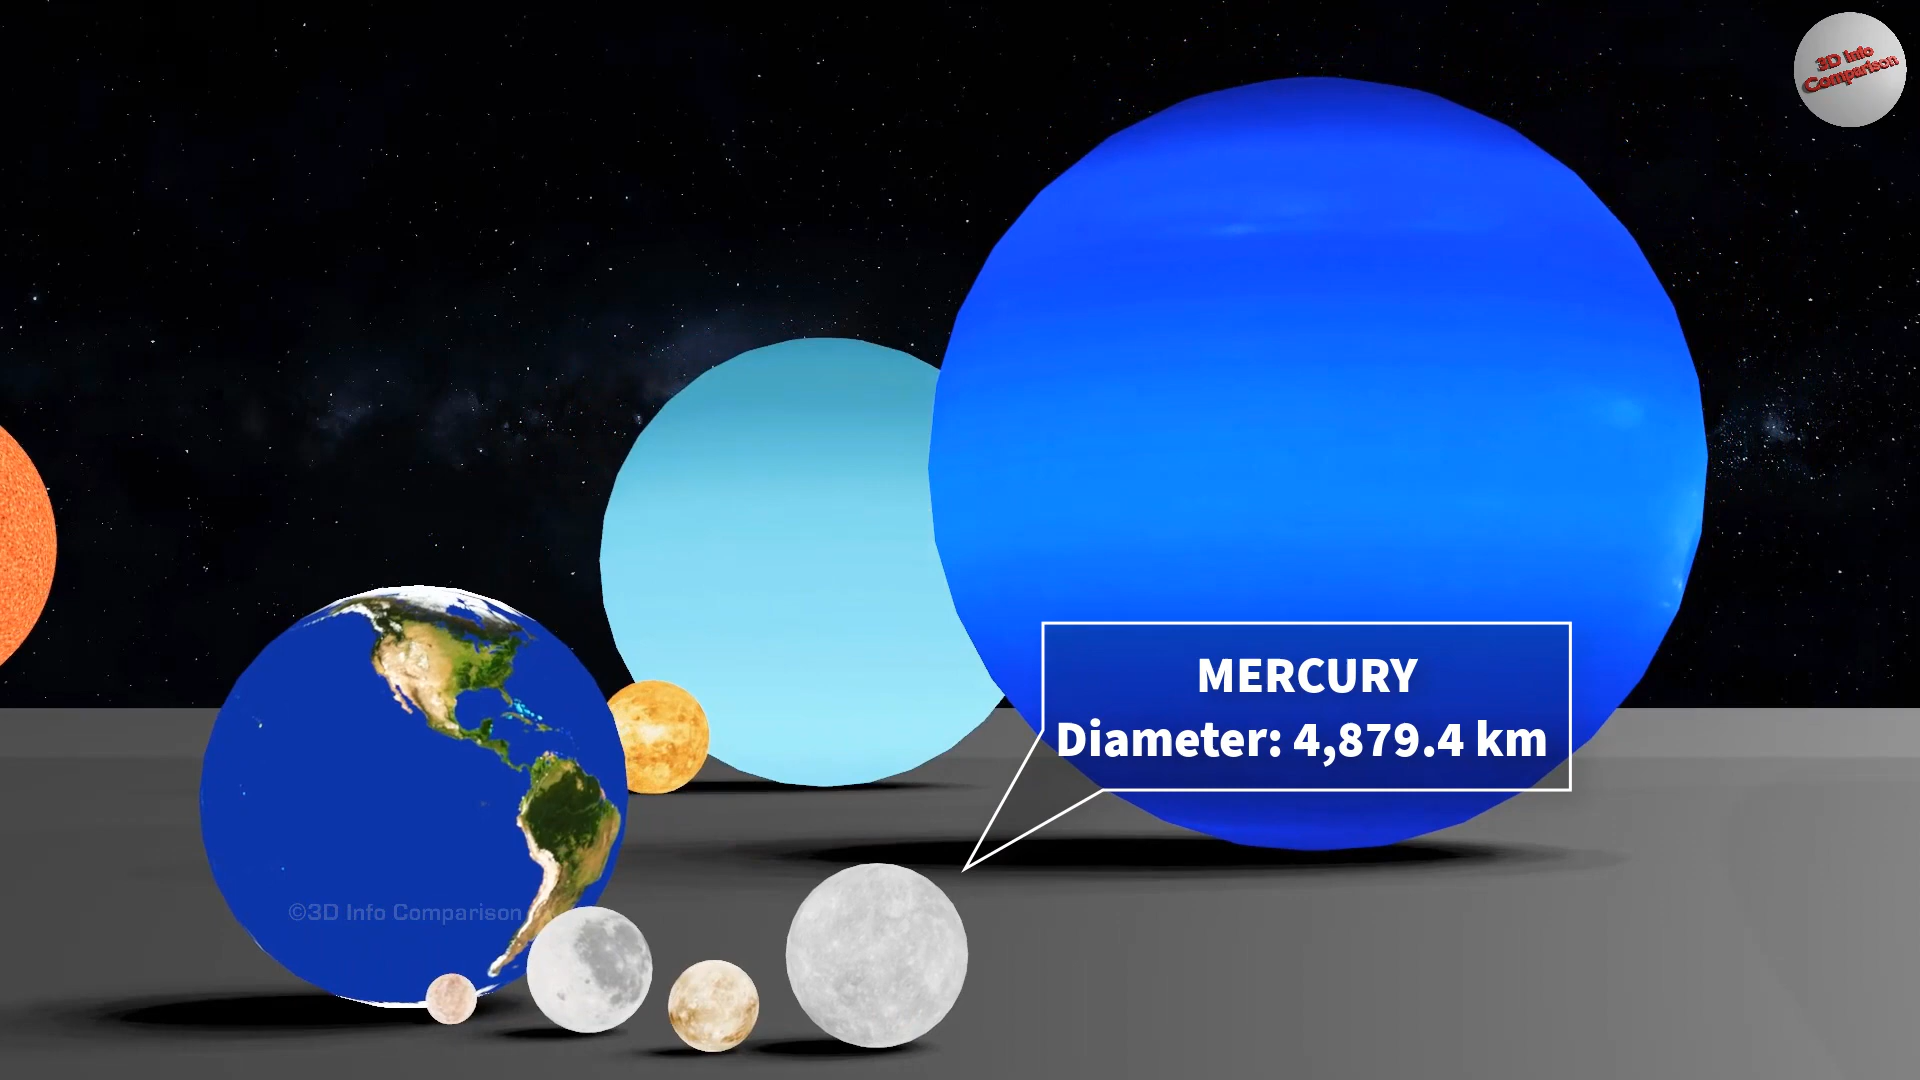 3D Info
Comparison
MERCURY
Diameter: 4,879.4 km
©3D Info Comparison